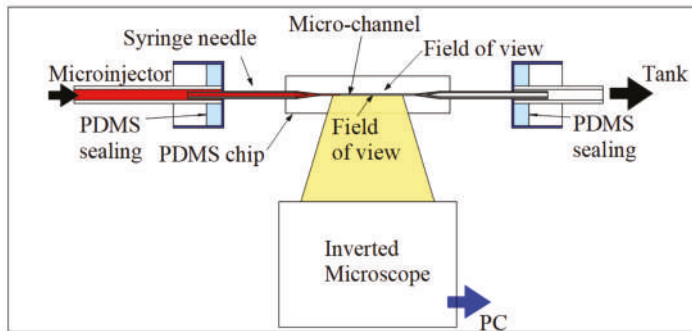 Micro-channel
Syringe needle
Field of view
Microinjector
Tank
PDMS
sealing
PDMS chip
Field
of view
PDMS
sealing
Inverted
Microscope
PC